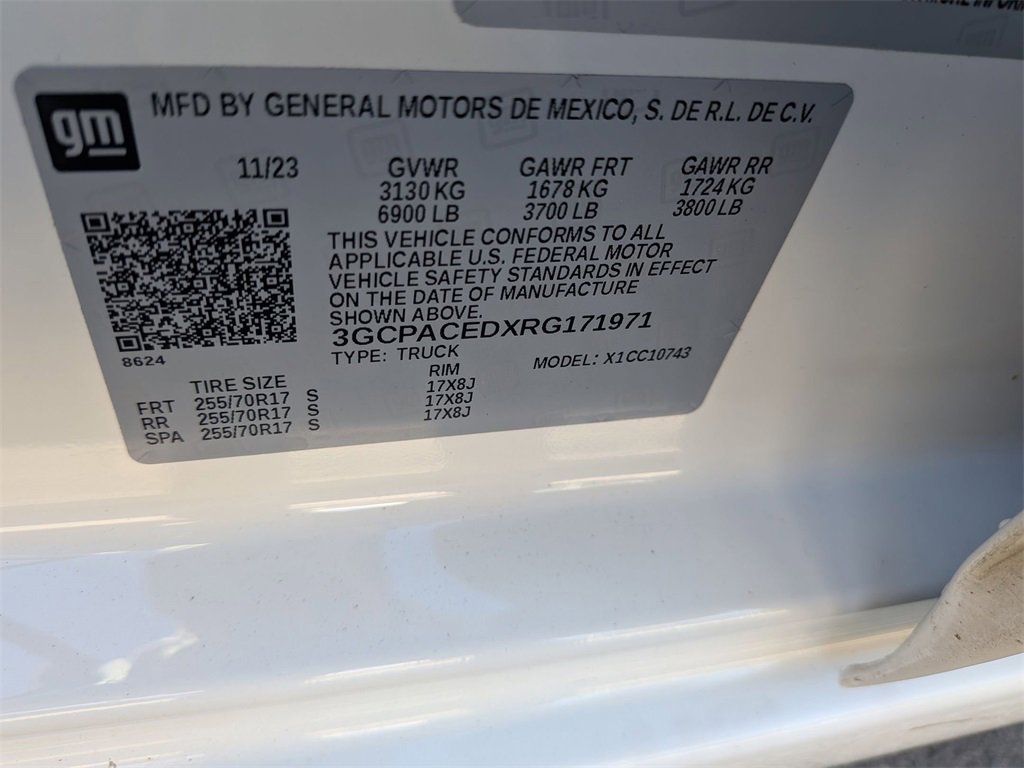 gm
MFD BY GENERAL MOTORS DE MEXICO, S. DE R.L. DE C.V.
11/23 GVWR GAWR FRT GAWR RR
3130 KG 1678 KG 1724 KG
6900 LB 3700 LB 3800 LB
THIS VEHICLE CONFORMS TO ALL
APPLICABLE U.S. FEDERAL MOTOR
VEHICLE SAFETY STANDARDS IN EFFECT
ON THE DATE OF MANUFACTURE
SHOWN ABOVE.
3GCPACEDXRG171971
8624
TYPE: TRUCK MODEL: X1CC10743
TIRE SIZE RIM
FRT 255/70R17 S 17X8J
RR 255/70R17 S 17X8J
SPA 255/70R17 S 17X8J